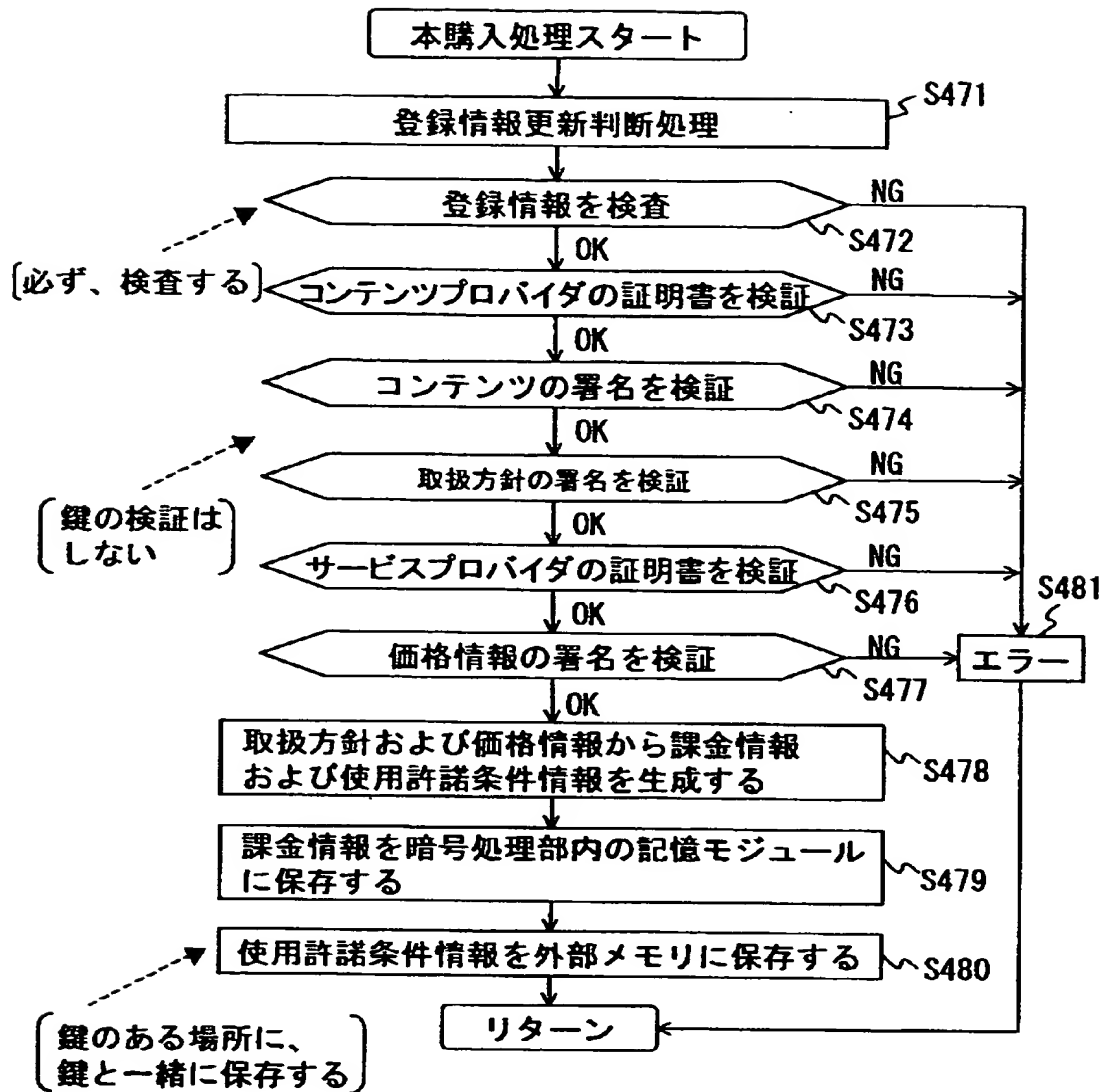 本購入処理スタート
登録情報更新判断処理
S471
登録情報を検査
NG
S472
OK
〔必ず、検査する〕
コンテンツプロバイダの証明書を検証
NG
S473
OK
コンテンツの署名を検証
NG
S474
OK
取扱方針の署名を検証
NG
S475
鍵の検証は
しない
OK
サービスプロバイダの証明書を検証
NG
S476
OK
S481
価格情報の署名を検証
NG
エラー
S477
OK
取扱方針および価格情報から課金情報
および使用許諾条件情報を生成する
S478
課金情報を暗号処理部内の記憶モジュール
に保存する
S479
使用許諾条件情報を外部メモリに保存する
S480
リターン
鍵のある場所に、
鍵と一緒に保存する